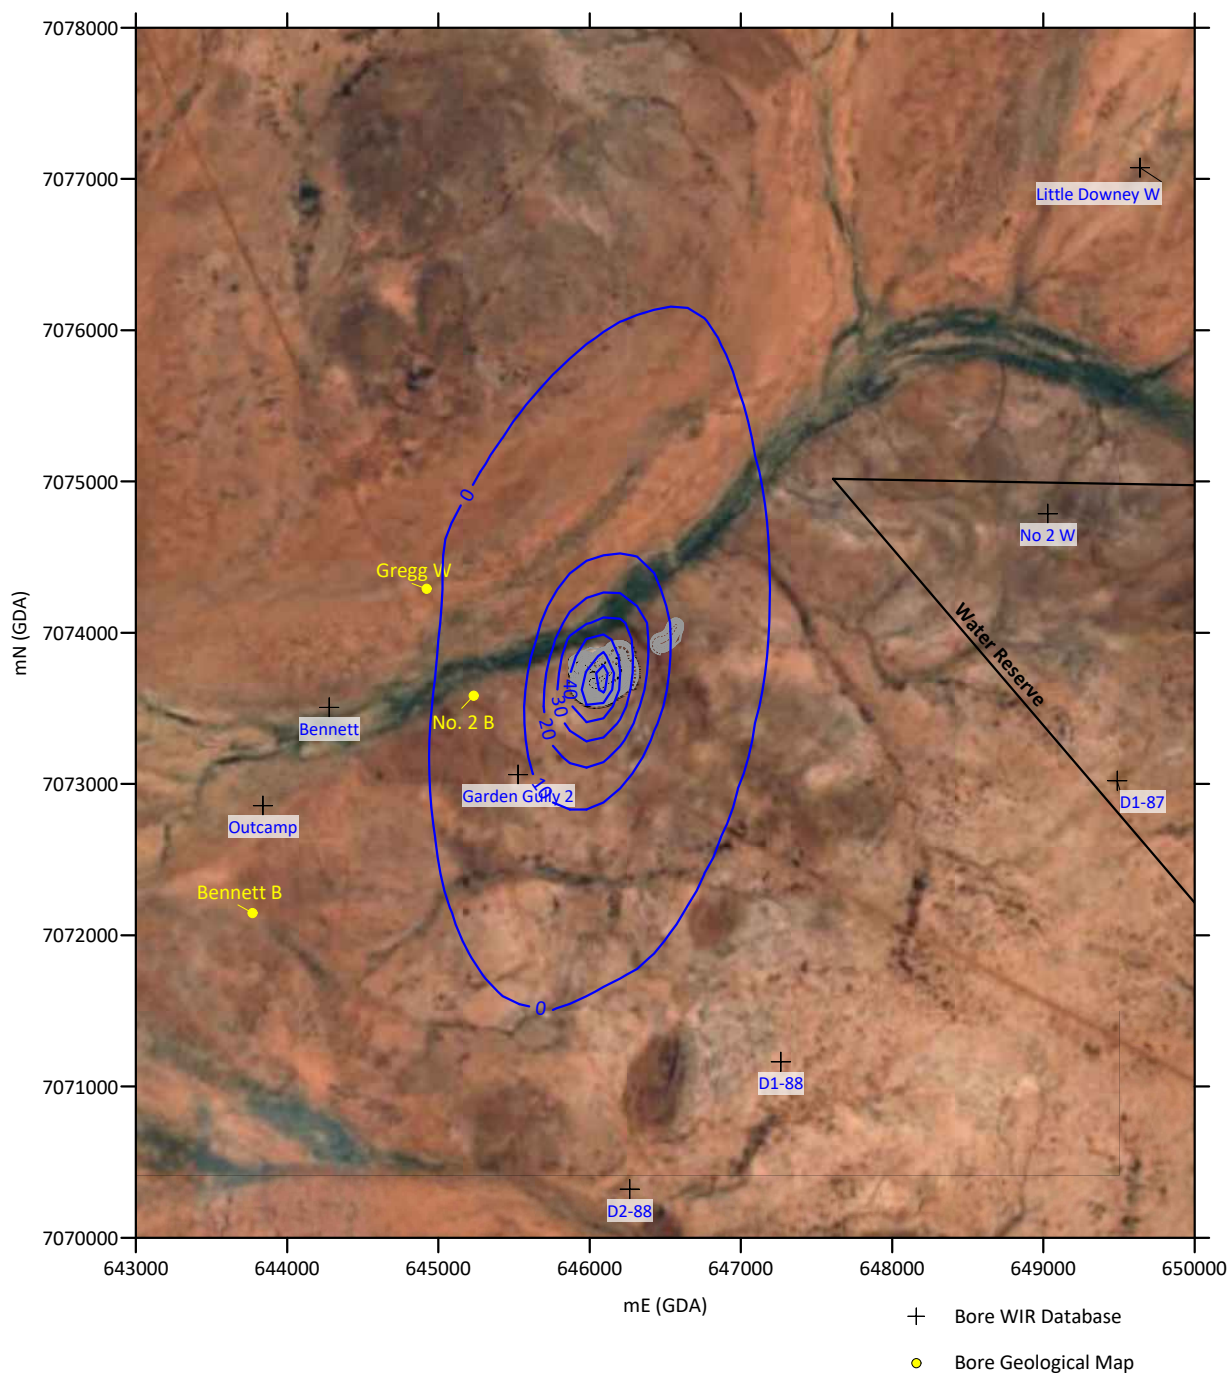 7078000
7077000
Little Downey W
7076000
0
7075000
No 2 W
Gregg W
Water Reserve
7074000
mN (GDA)
40
30
20
10
No. 2 B
Bennett
7073000
Garden Gully 2
D1-87
Outcamp
Bennett B
7072000
0
7071000
D1-88
D2-88
7070000
643000
644000
645000
646000
647000
648000
649000
650000
mE (GDA)
Bore WIR Database
Bore Geological Map